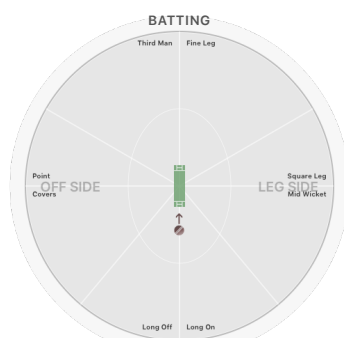 BATTING
Third Man
Fine Leg
Point
Square Leg
OFF SIDE
LEG SIDE
Covers
Mid Wicket
Long Off
Long On